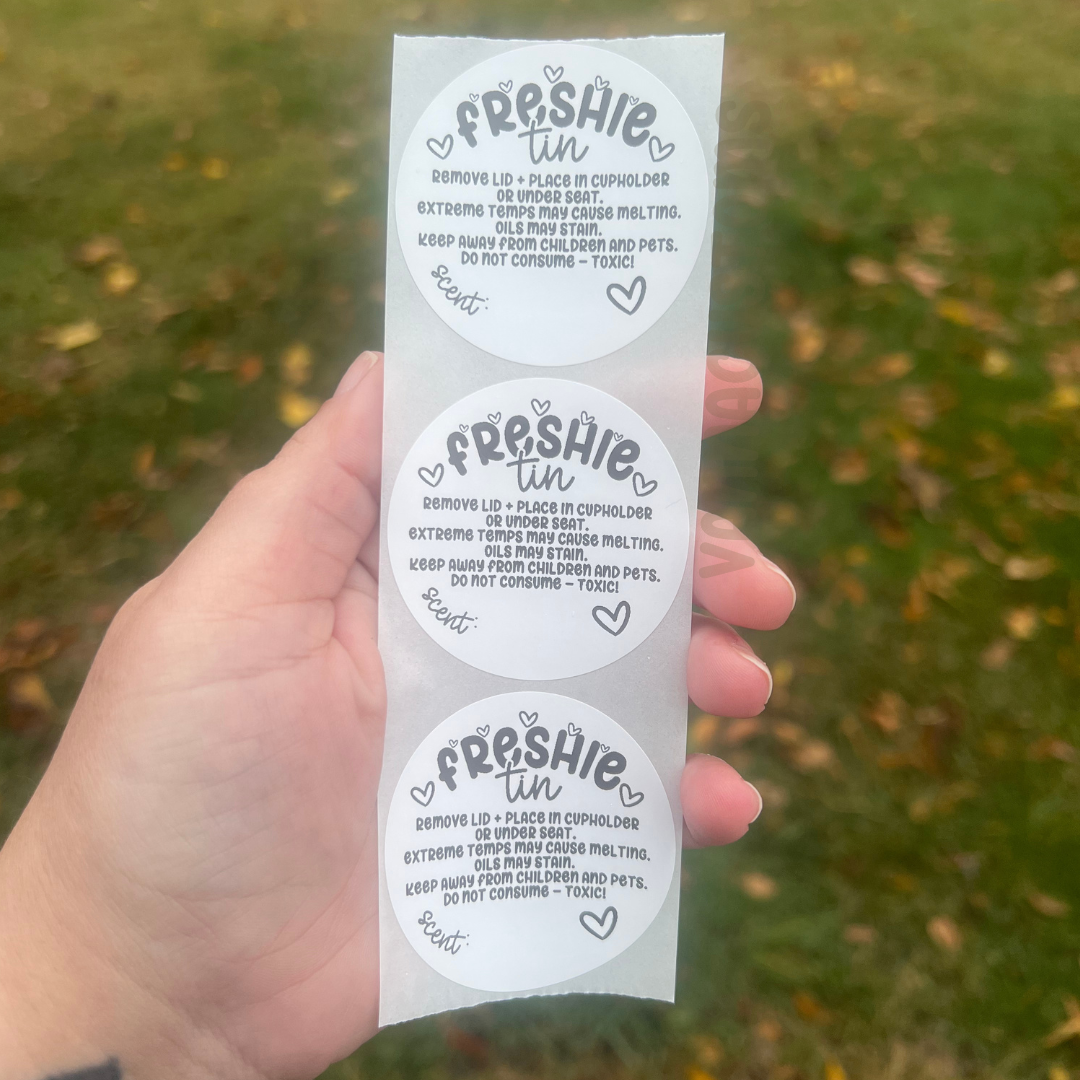 FRESHIE
tin
REMOVE LID + PLACE IN CUPHOLDER
OR UNDER SEAT.
EXTREME TEMPS MAY CAUSE MELTING.
OILS MAY STAIN.
KEEP AWAY FROM CHILDREN AND PETS.
DO NOT CONSUME – TOXIC!
scent:
FRESHIE
tin
REMOVE LID + PLACE IN CUPHOLDER
OR UNDER SEAT.
EXTREME TEMPS MAY CAUSE MELTING.
OILS MAY STAIN.
KEEP AWAY FROM CHILDREN AND PETS.
DO NOT CONSUME – TOXIC!
scent:
FRESHIE
tin
REMOVE LID + PLACE IN CUPHOLDER
OR UNDER SEAT.
EXTREME TEMPS MAY CAUSE MELTING.
OILS MAY STAIN.
KEEP AWAY FROM CHILDREN AND PETS.
DO NOT CONSUME – TOXIC!
scent: